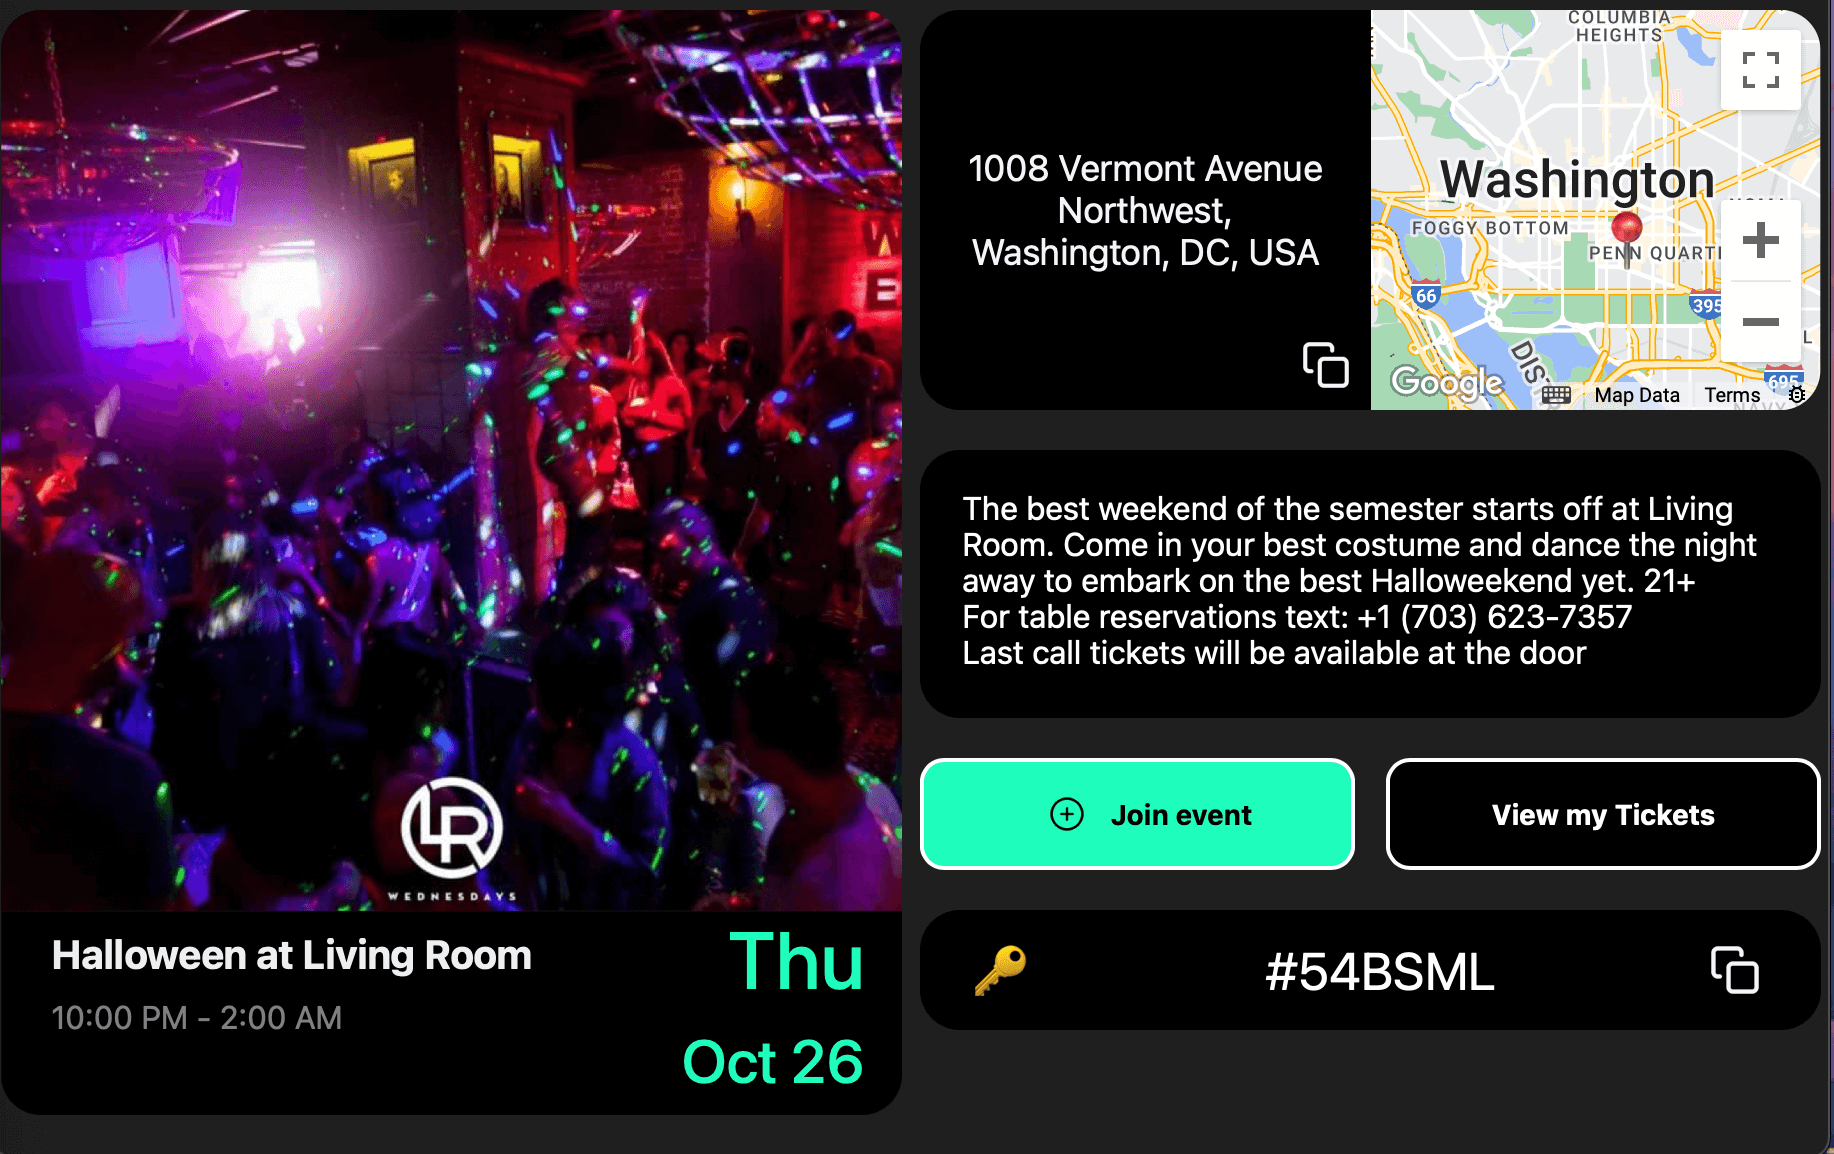 LR
WEDNESDAYS
Halloween at Living Room
10:00 PM - 2:00 AM
Thu
Oct 26
1008 Vermont Avenue
Northwest,
Washington, DC, USA
COLUMBIA
HEIGHTS
Washington
FOGGY BOTTOM
PENN QUARTI
66
395
695
DIS
L
Google
Map Data
Terms
The best weekend of the semester starts off at Living
Room. Come in your best costume and dance the night
away to embark on the best Halloweekend yet. 21+
For table reservations text: +1 (703) 623-7357
Last call tickets will be available at the door
Join event
View my Tickets
#54BSML